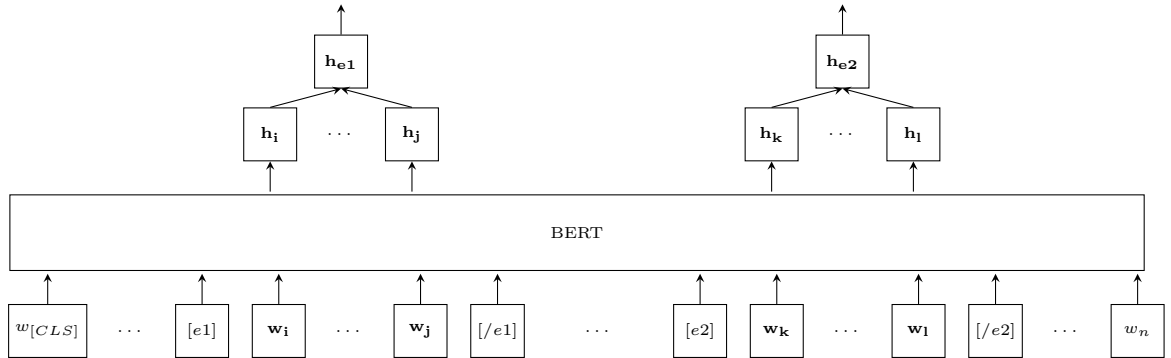 h_e1 h_e2
h_i ... h_j h_k ... h_l
BERT
w_[CLS] ... [e1] w_i ... w_j [/e1] ... [e2] w_k ... w_l [/e2] ... w_n